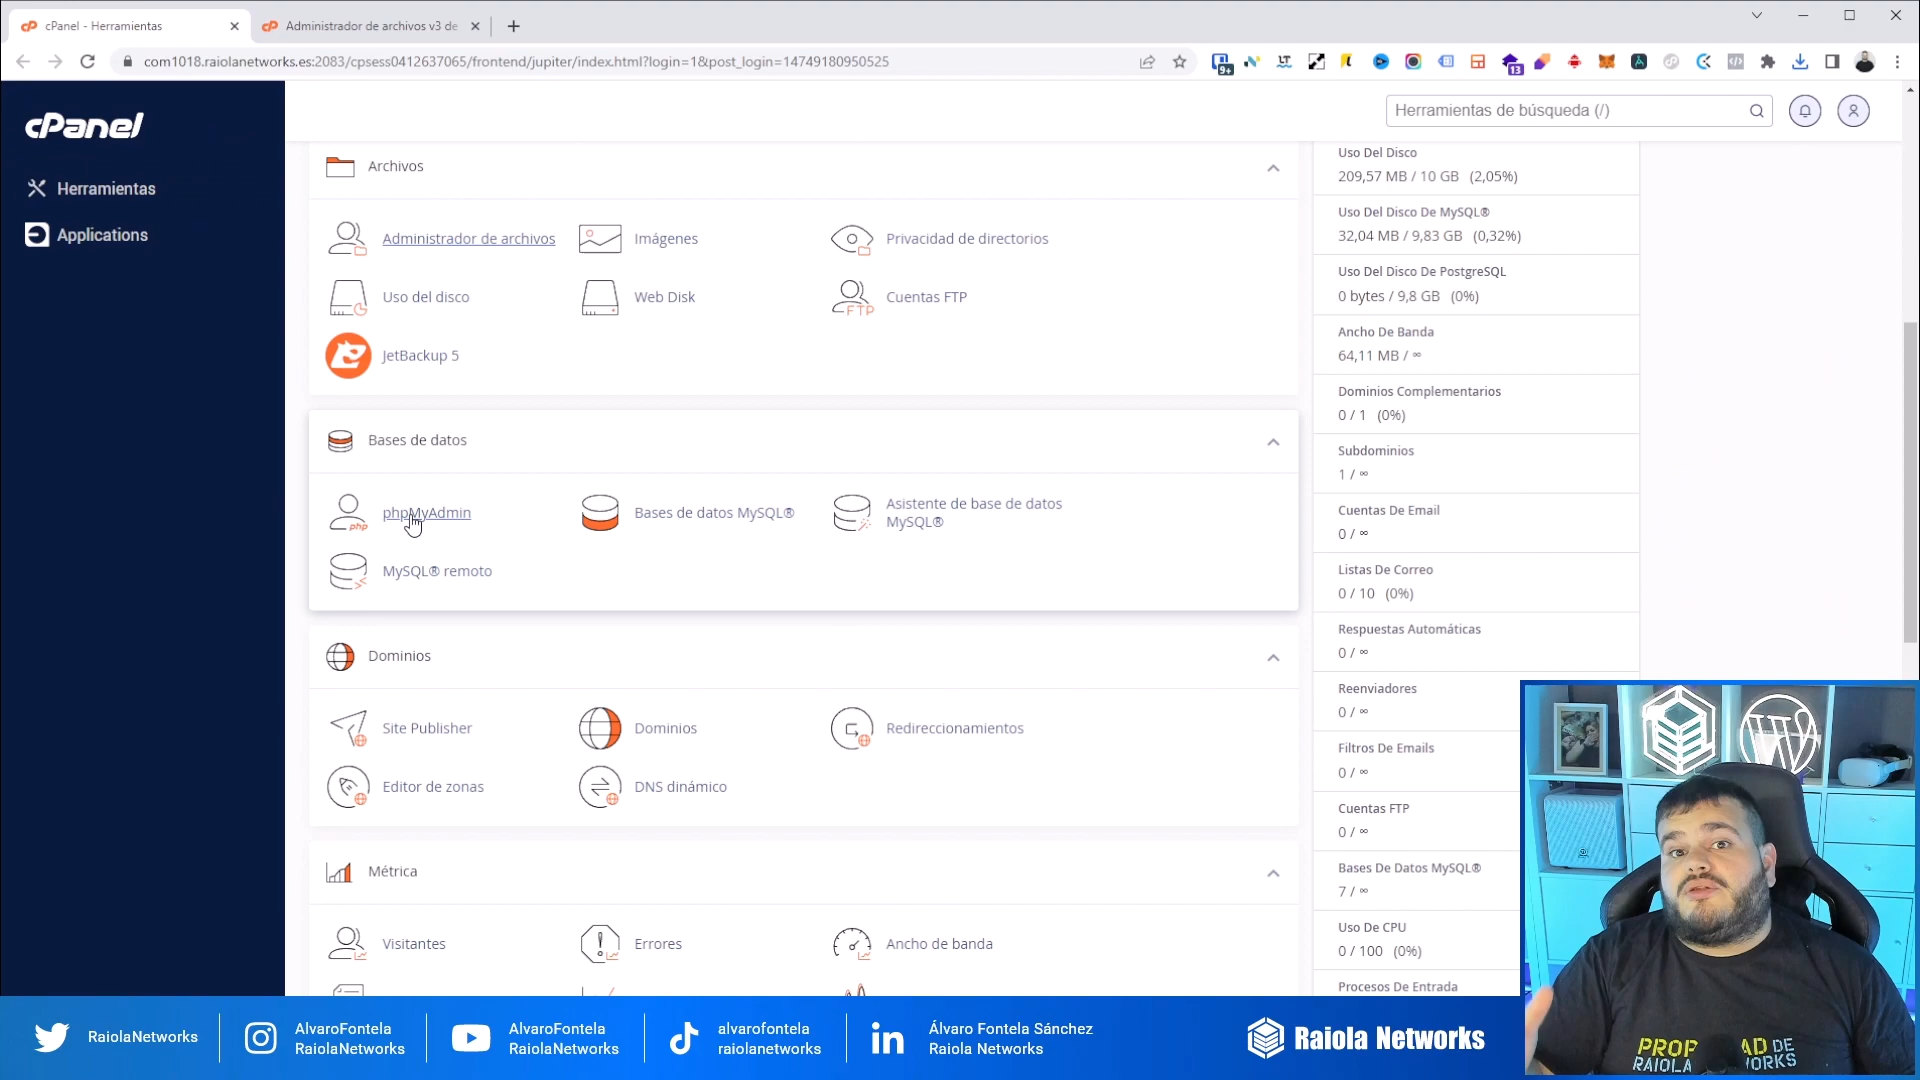 cPanel - Herramientas
Administrador de archivos v3 de
com1018.raiolanetworks.es:2083/cpsess0412637065/frontend/jupiter/index.html?login=1&post_login=14749180950525
9+
13
cPanel
Herramientas de búsqueda (/)
Herramientas
Applications
Archivos
Administrador de archivos
Imágenes
Privacidad de directorios
Uso del disco
Web Disk
FTP
Cuentas FTP
JetBackup 5
Bases de datos
php
phpMyAdmin
Bases de datos MySQL®
Asistente de base de datos
MySQL®
MySQL® remoto
Dominios
Site Publisher
Dominios
Redireccionamientos
Editor de zonas
DNS dinámico
Métrica
Visitantes
Errores
Ancho de banda
Uso Del Disco
209,57 MB / 10 GB (2,05%)
Uso Del Disco De MySQL®
32,04 MB / 9,83 GB (0,32%)
Uso Del Disco De PostgreSQL
0 bytes / 9,8 GB (0%)
Ancho De Banda
64,11 MB / ∞
Dominios Complementarios
0 / 1 (0%)
Subdominios
1 / ∞
Cuentas De Email
0 / ∞
Listas De Correo
0 / 10 (0%)
Respuestas Automáticas
0 / ∞
Reenviadores
0 / ∞
Filtros De Emails
0 / ∞
Cuentas FTP
0 / ∞
Bases De Datos MySQL®
7 / ∞
Uso De CPU
0 / 100 (0%)
Procesos De Entrada
RaiolaNetworks
AlvaroFontela
RaiolaNetworks
AlvaroFontela
RaiolaNetworks
alvarofontela
raiolanetworks
in
Álvaro Fontela Sánchez
Raiola Networks
Raiola Networks
W
DE
RAIOLA